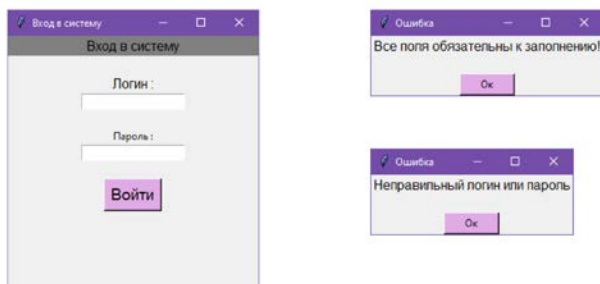 Вход в систему
Вход в систему
Логин :
Пароль :
Войти
Ошибка
Все поля обязательны к заполнению!
Ок
Ошибка
Неправильный логин или пароль
Ок